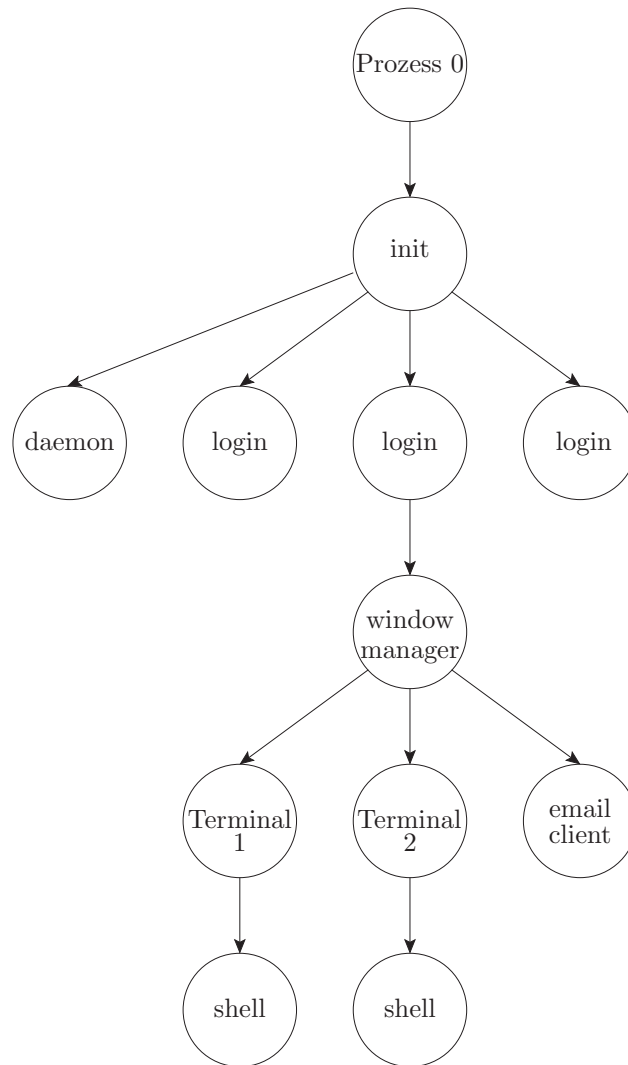 Prozess 0
init
daemon
login
login
login
window
manager
Terminal
1
Terminal
2
email
client
shell
shell